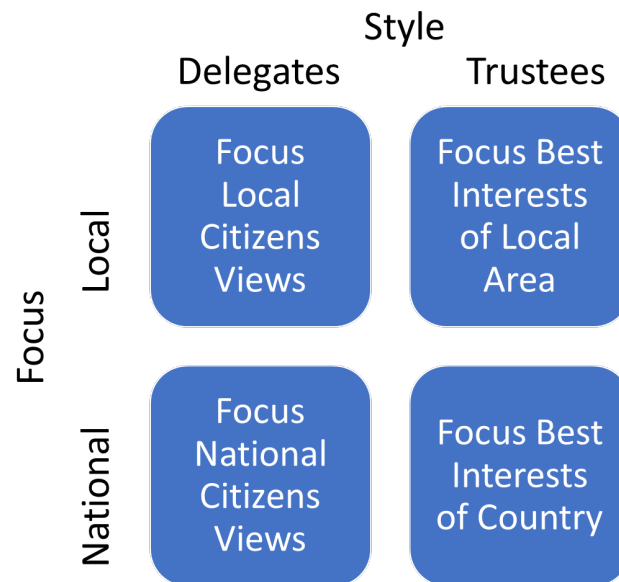 Style
Delegates
Trustees
Focus
Local
Focus
Local
Citizens
Views
Focus Best
Interests
of Local
Area
National
Focus
National
Citizens
Views
Focus Best
Interests
of Country